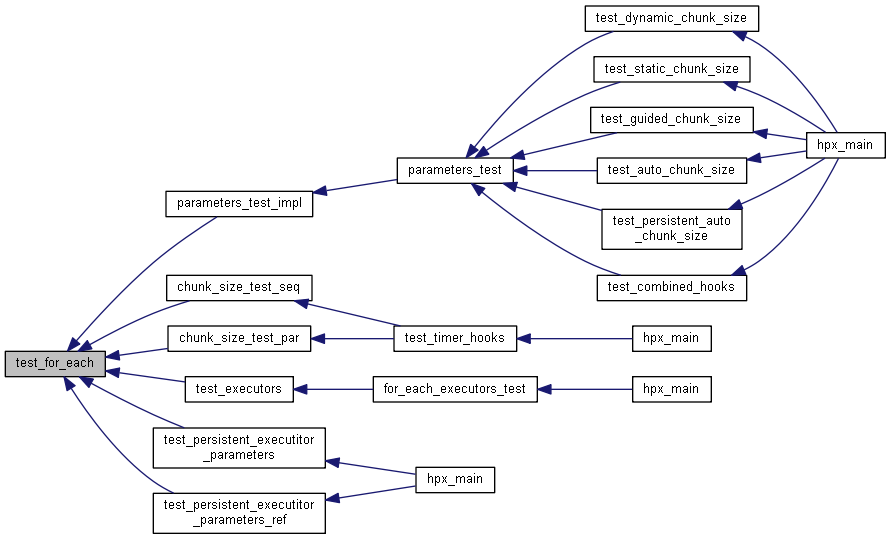 test_dynamic_chunk_size
test_static_chunk_size
test_guided_chunk_size
hpx_main
parameters_test
test_auto_chunk_size
parameters_test_impl
test_persistent_auto
_chunk_size
chunk_size_test_seq
test_combined_hooks
chunk_size_test_par
test_timer_hooks
hpx_main
test_for_each
test_executors
for_each_executors_test
hpx_main
test_persistent_executitor
_parameters
hpx_main
test_persistent_executitor
_parameters_ref